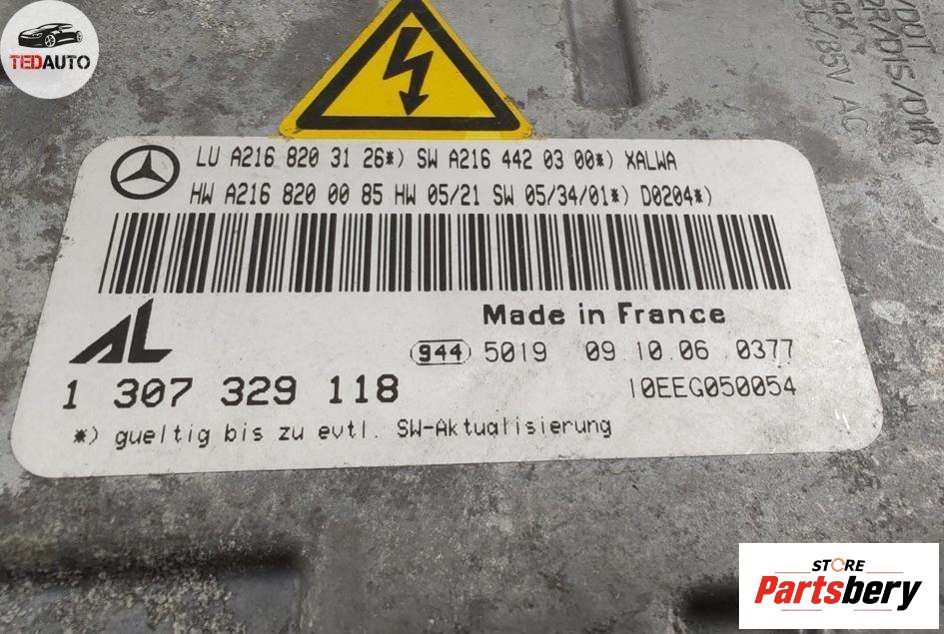 TEDAUTO
LU A216 820 31 26*) SW A216 442 03 00*) XALWA
HW A216 820 00 85 HW 05/21 SW 05/34/01*) D0204*)
AL
Made in France
944 5019 09 10.06 0377
1 307 329 118
10EEG050054
*) gueltig bis zu evtl. SW-Aktualisierung
STORE
Partsbery